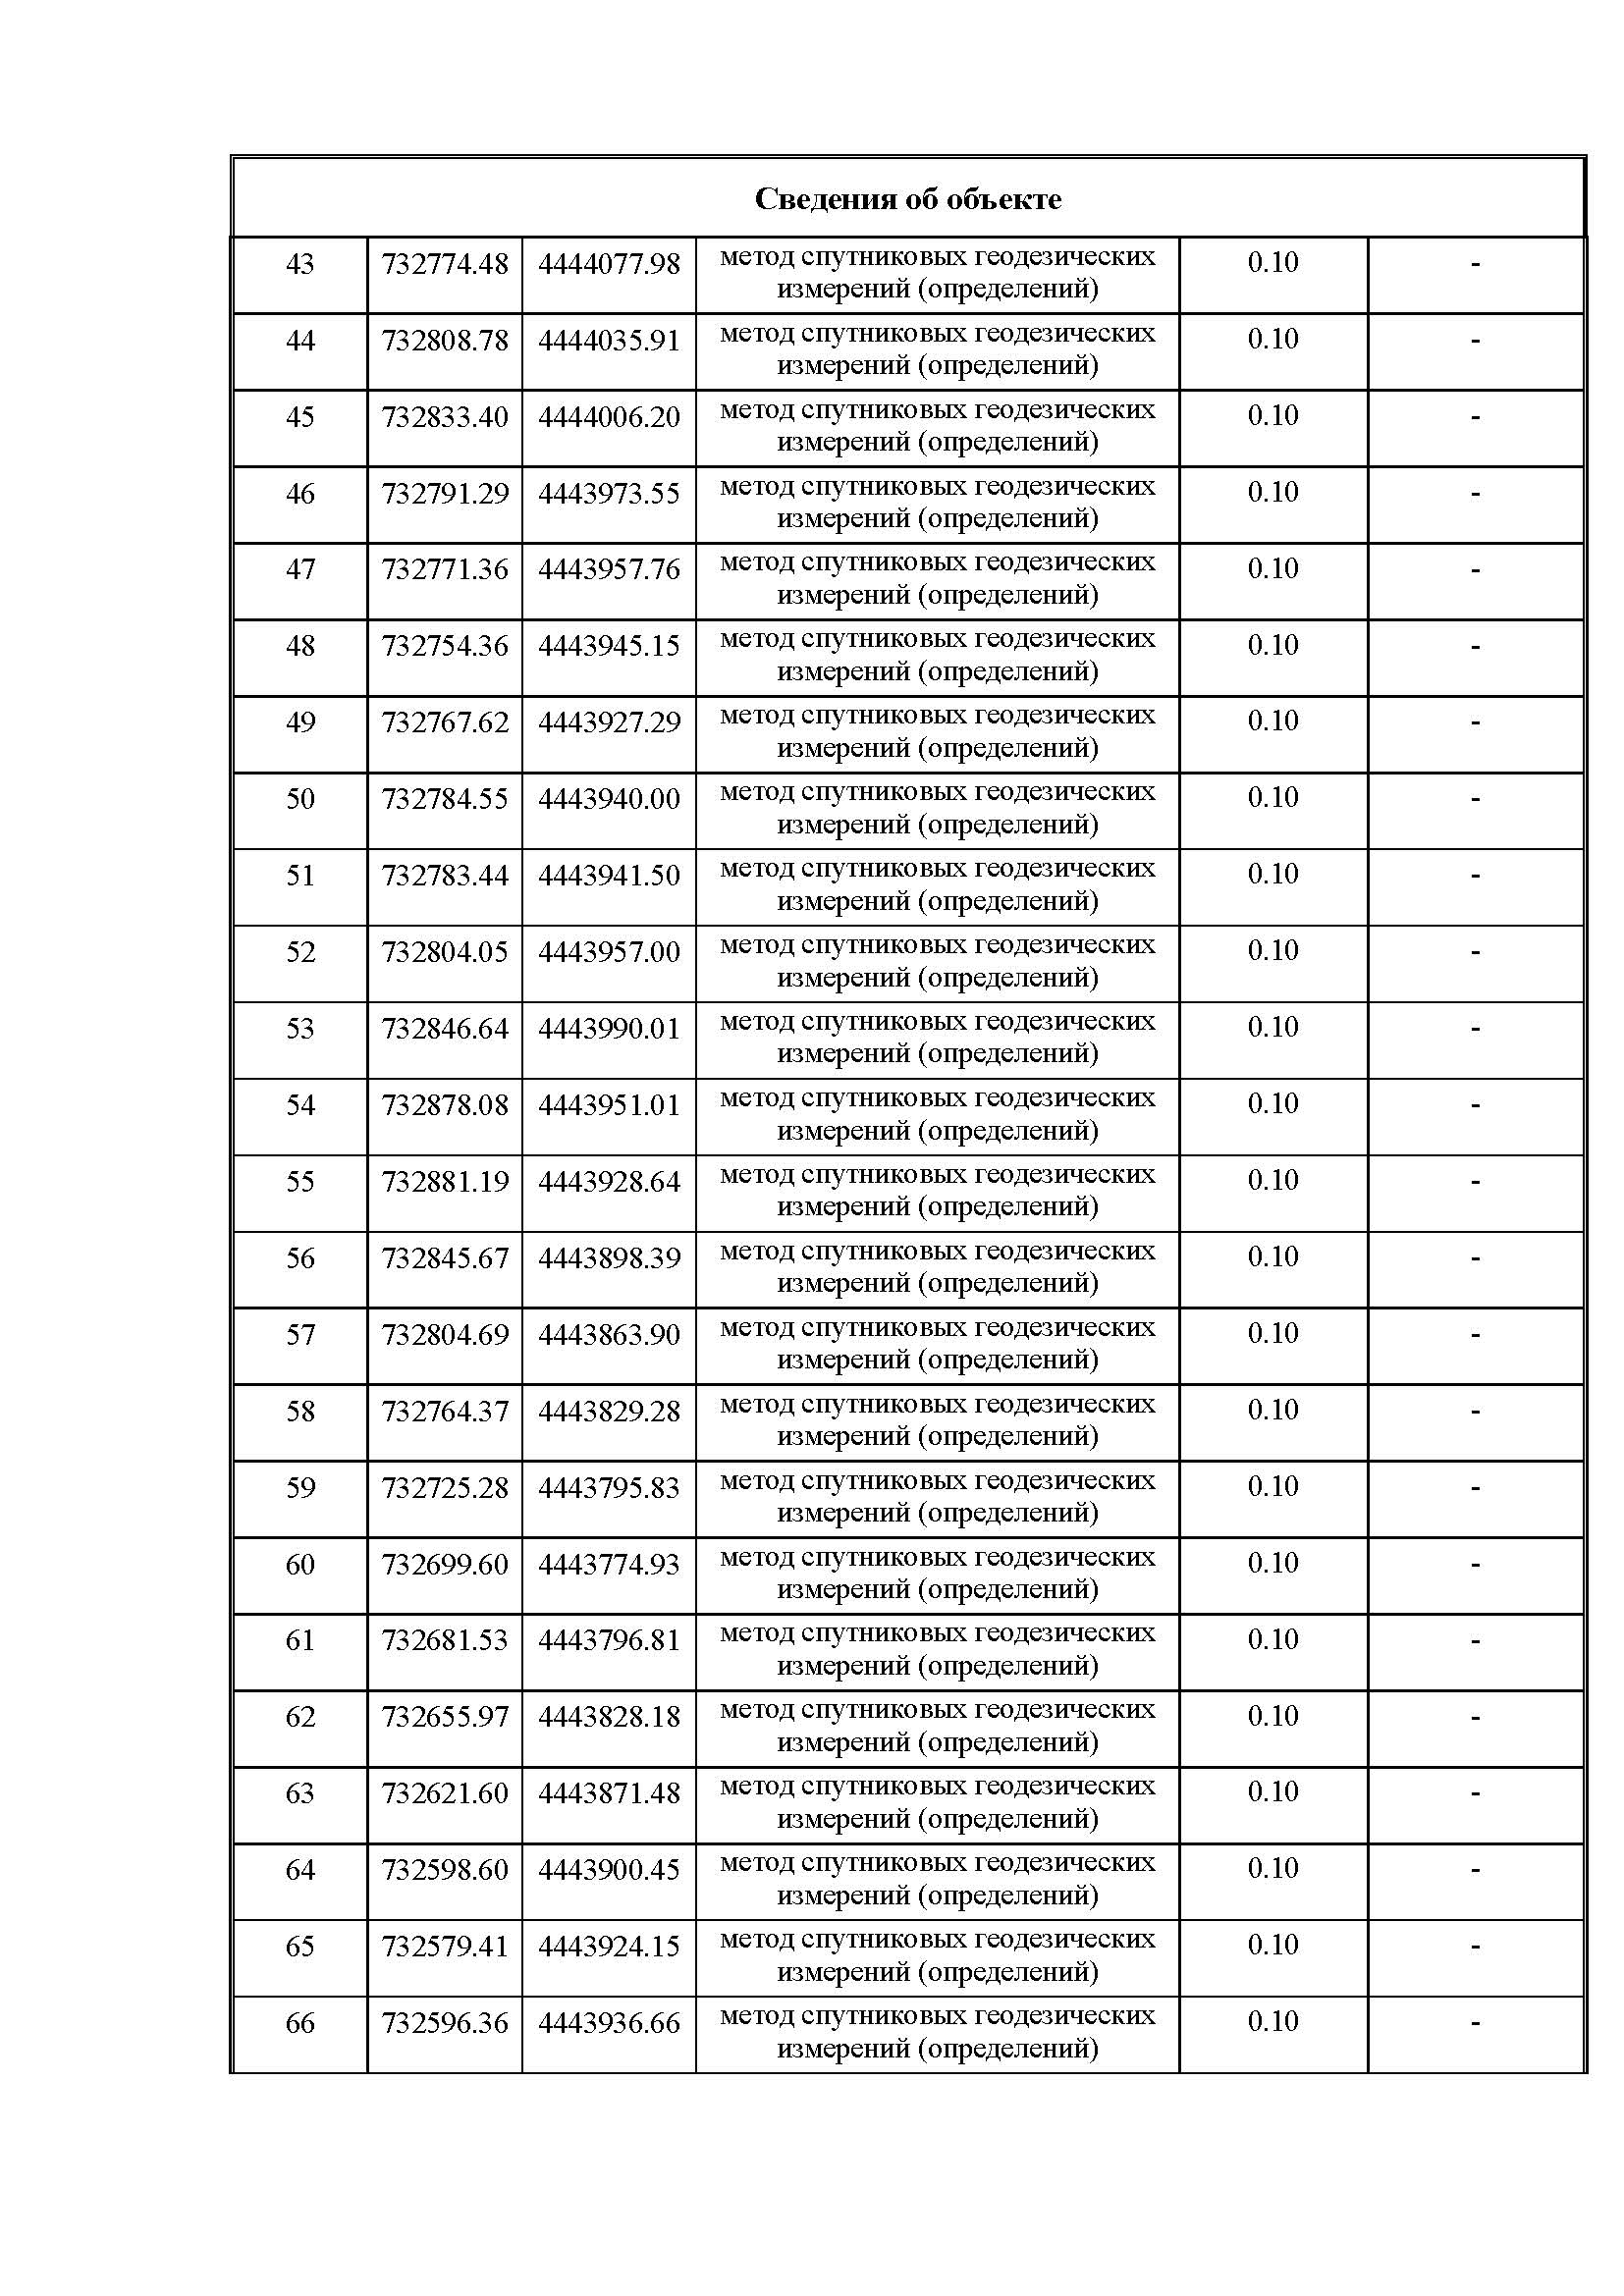 Сведения об объекте
43 732774.48 4444077.98 метод спутниковых геодезических измерений (определений) 0.10 -
44 732808.78 4444035.91 метод спутниковых геодезических измерений (определений) 0.10 -
45 732833.40 4444006.20 метод спутниковых геодезических измерений (определений) 0.10 -
46 732791.29 4443973.55 метод спутниковых геодезических измерений (определений) 0.10 -
47 732771.36 4443957.76 метод спутниковых геодезических измерений (определений) 0.10 -
48 732754.36 4443945.15 метод спутниковых геодезических измерений (определений) 0.10 -
49 732767.62 4443927.29 метод спутниковых геодезических измерений (определений) 0.10 -
50 732784.55 4443940.00 метод спутниковых геодезических измерений (определений) 0.10 -
51 732783.44 4443941.50 метод спутниковых геодезических измерений (определений) 0.10 -
52 732804.05 4443957.00 метод спутниковых геодезических измерений (определений) 0.10 -
53 732846.64 4443990.01 метод спутниковых геодезических измерений (определений) 0.10 -
54 732878.08 4443951.01 метод спутниковых геодезических измерений (определений) 0.10 -
55 732881.19 4443928.64 метод спутниковых геодезических измерений (определений) 0.10 -
56 732845.67 4443898.39 метод спутниковых геодезических измерений (определений) 0.10 -
57 732804.69 4443863.90 метод спутниковых геодезических измерений (определений) 0.10 -
58 732764.37 4443829.28 метод спутниковых геодезических измерений (определений) 0.10 -
59 732725.28 4443795.83 метод спутниковых геодезических измерений (определений) 0.10 -
60 732699.60 4443774.93 метод спутниковых геодезических измерений (определений) 0.10 -
61 732681.53 4443796.81 метод спутниковых геодезических измерений (определений) 0.10 -
62 732655.97 4443828.18 метод спутниковых геодезических измерений (определений) 0.10 -
63 732621.60 4443871.48 метод спутниковых геодезических измерений (определений) 0.10 -
64 732598.60 4443900.45 метод спутниковых геодезических измерений (определений) 0.10 -
65 732579.41 4443924.15 метод спутниковых геодезических измерений (определений) 0.10 -
66 732596.36 4443936.66 метод спутниковых геодезических измерений (определений) 0.10 -